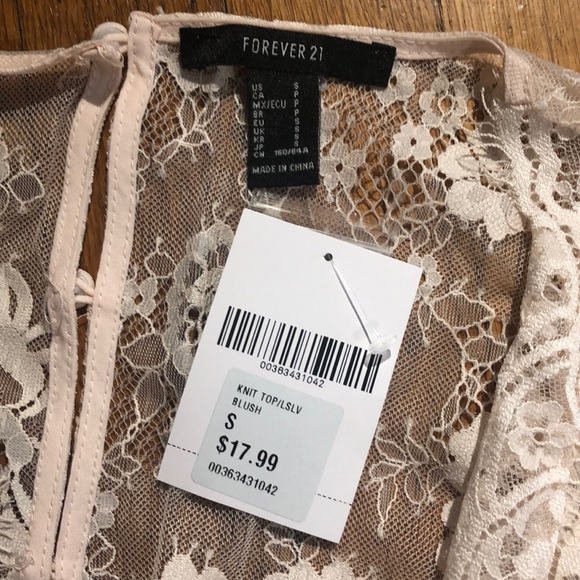 FOREVER 21
US S
CA P
MX/ECU P
BR P
EU S
UK S
KR S
JP S
CN 160/84A
MADE IN CHINA
00363431042
KNIT TOP/LSLV
BLUSH
S
$17.99
00363431042